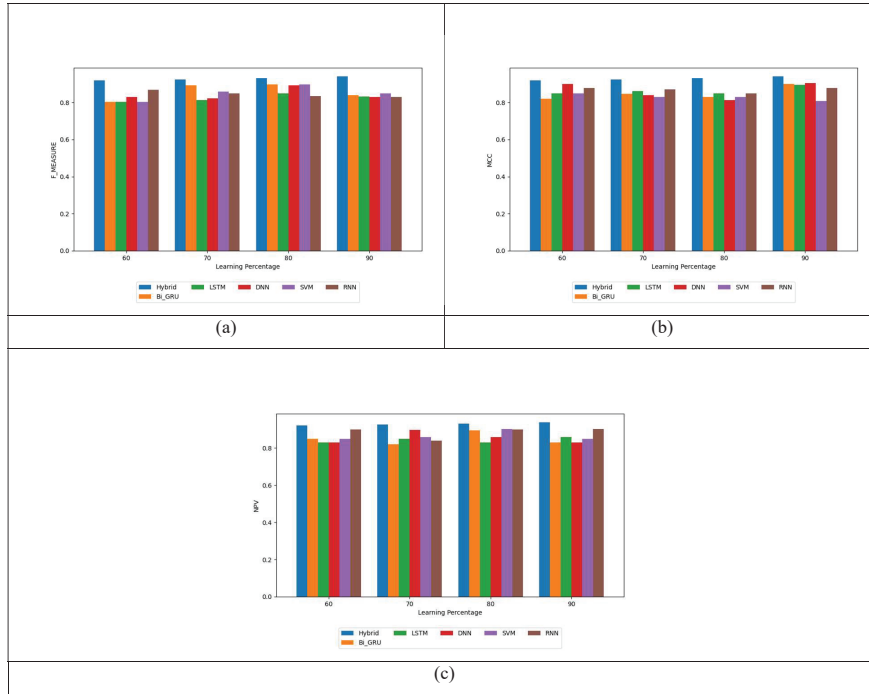 F_MEASURE
0.8
0.6
0.4
0.2
0.0
60 70 80 90
Learning Percentage
Hybrid LSTM DNN SVM RNN
Bi_GRU
(a)
MCC
0.8
0.6
0.4
0.2
0.0
60 70 80 90
Learning Percentage
Hybrid LSTM DNN SVM RNN
Bi_GRU
(b)
NPV
0.8
0.6
0.4
0.2
0.0
60 70 80 90
Learning Percentage
Hybrid LSTM DNN SVM RNN
Bi_GRU
(c)